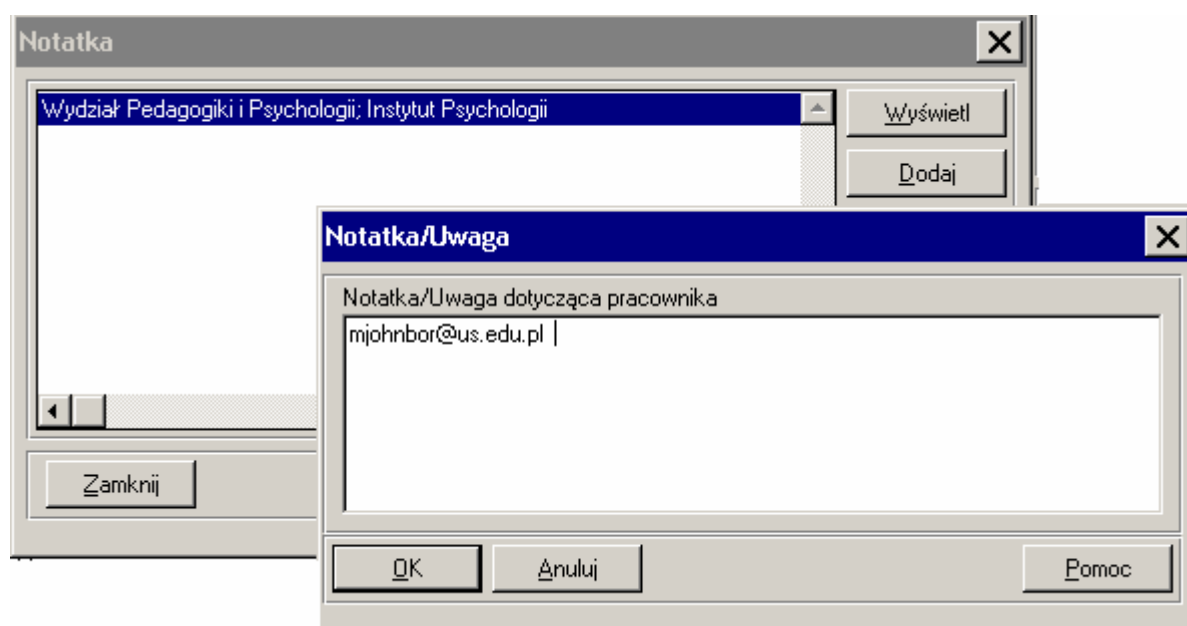 Notatka
Wydział Pedagogiki i Psychologii; Instytut Psychologii
Wyświetl
Dodaj
Notatka/Uwaga
Notatka/Uwaga dotycząca pracownika
mjohnbor@us.edu.pl
Zamknij
OK
Anuluj
Pomoc